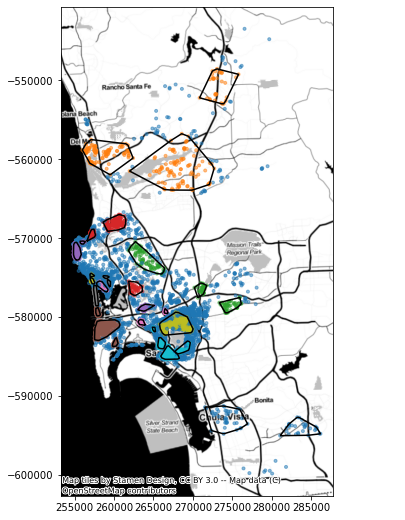 −550000
Rancho Santa Fe
olana Beach
Del M
−560000
−570000
Mission Trails
Regional Park
−580000
Sa
−590000
Bonita
Chula Vista
Silver Strand
State Beach
−600000
Map tiles by Stamen Design, CC BY 3.0 -- Map data (C)
OpenStreetMap contributors
255000 260000 265000 270000 275000 280000 285000